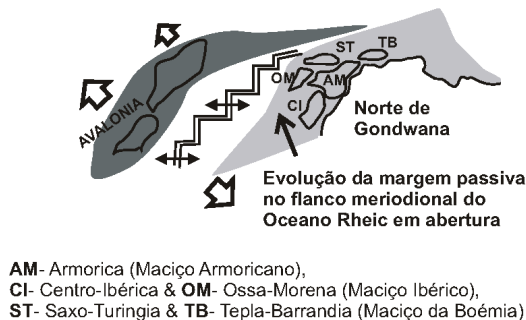 ST
TB
OM
AM
CI
AVALONIA
Norte de
Gondwana
Evolução da margem passiva
no flanco meriodional do
Oceano Rheic em abertura
AM- Armorica (Maciço Armoricano),
CI- Centro-Ibérica & OM- Ossa-Morena (Maciço Ibérico),
ST- Saxo-Turingia & TB- Tepla-Barrandia (Maciço da Boémia)